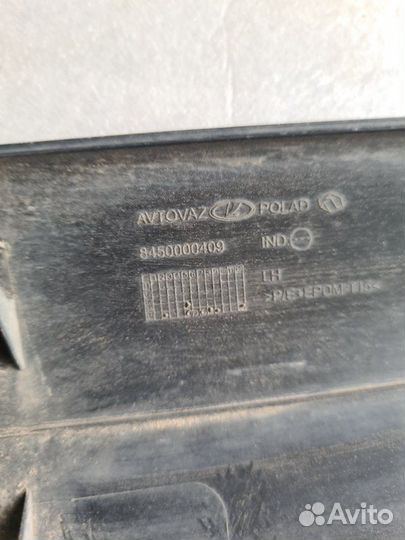 AVTOVAZ POLAD
8450000409 IND
LH
Avito